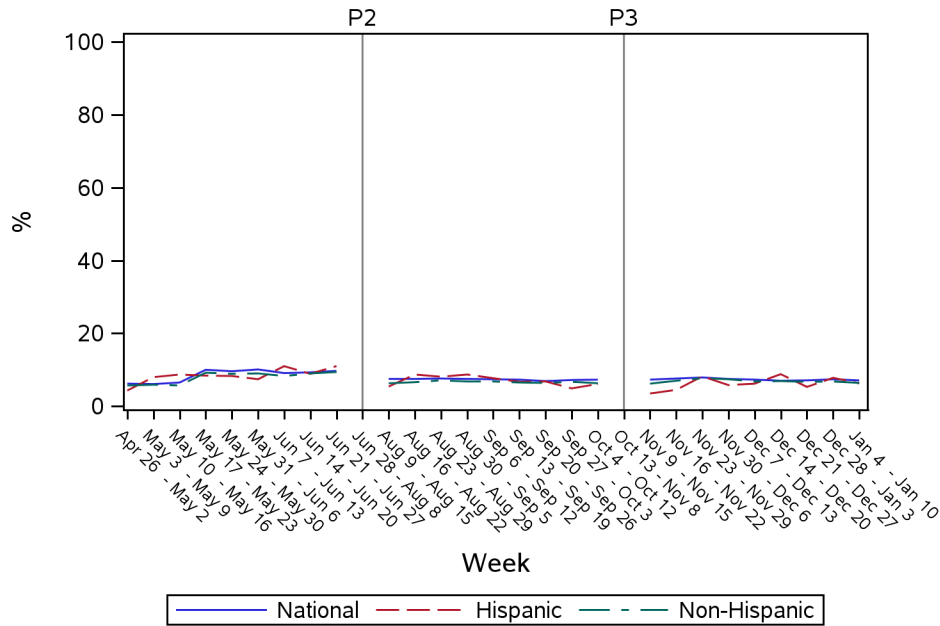 P2 P3
100
80
60
40
20
0
%
Apr 26 - May 2
May 3 - May 9
May 10 - May 16
May 17 - May 23
May 24 - May 30
May 31 - Jun 6
Jun 7 - Jun 13
Jun 14 - Jun 20
Jun 21 - Jun 27
Jun 28 - Aug 8
Aug 9 - Aug 15
Aug 16 - Aug 22
Aug 23 - Aug 29
Aug 30 - Sep 5
Sep 6 - Sep 12
Sep 13 - Sep 19
Sep 20 - Sep 26
Sep 27 - Oct 3
Oct 4 - Oct 12
Oct 13 - Nov 8
Nov 9 - Nov 15
Nov 16 - Nov 22
Nov 23 - Nov 29
Nov 30 - Dec 6
Dec 7 - Dec 13
Dec 14 - Dec 20
Dec 21 - Dec 27
Dec 28 - Jan 3
Jan 4 - Jan 10
Week
National Hispanic Non-Hispanic